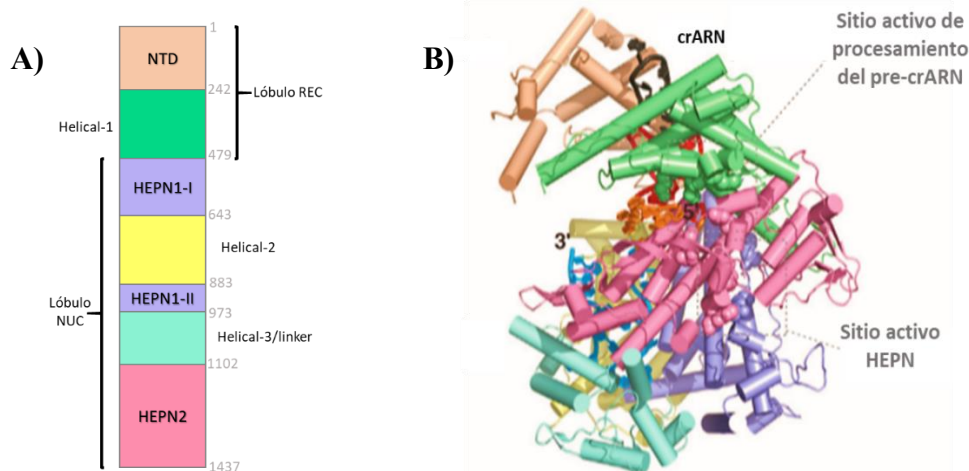 A)
1
NTD
242
Lóbulo REC
Helical-1
479
HEPN1-I
643
Helical-2
883
Lóbulo
NUC
HEPN1-II
973
Helical-3/linker
1102
HEPN2
1437
B)
crARN
Sitio activo de
procesamiento
del pre-crARN
5'
3'
Sitio activo
HEPN